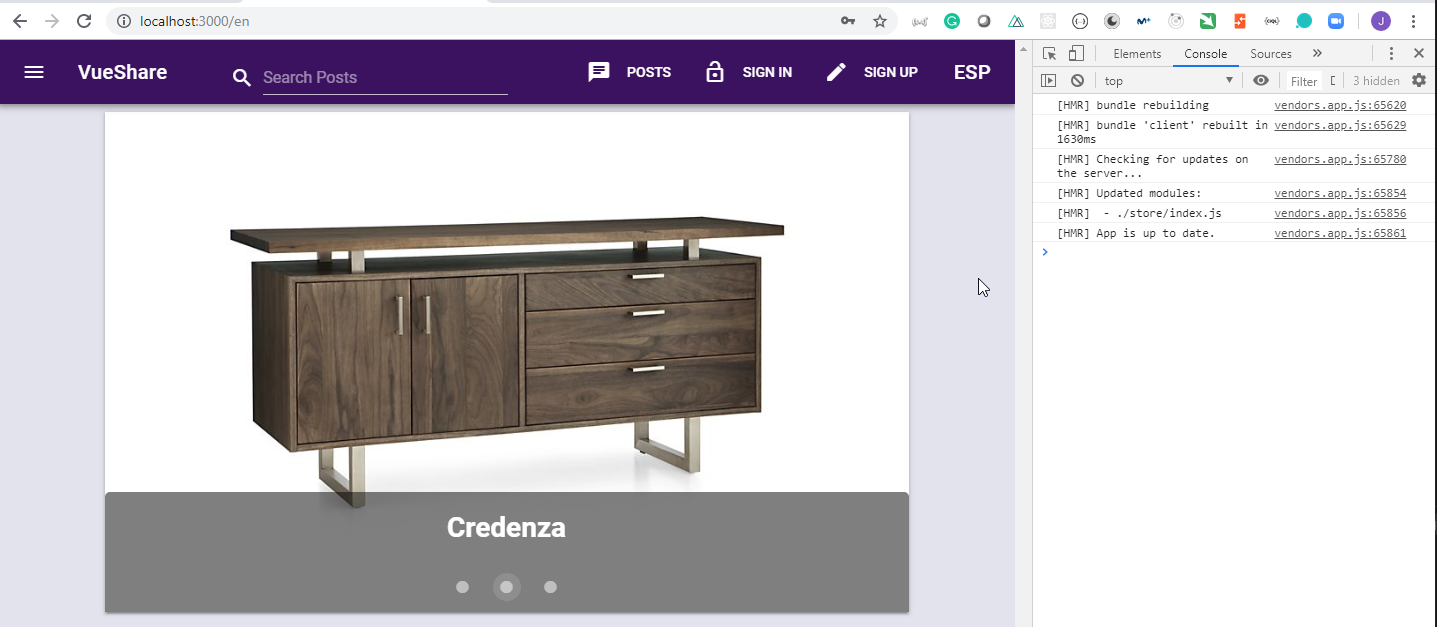 localhost:3000/en
J
VueShare
Search Posts
POSTS
SIGN IN
SIGN UP
ESP
Credenza
Elements
Console
Sources
top
Filter
3 hidden
[HMR] bundle rebuilding vendors.app.js:65620
[HMR] bundle 'client' rebuilt in vendors.app.js:65629
1630ms
[HMR] Checking for updates on vendors.app.js:65780
the server...
[HMR] Updated modules: vendors.app.js:65854
[HMR]  - ./store/index.js vendors.app.js:65856
[HMR] App is up to date. vendors.app.js:65861